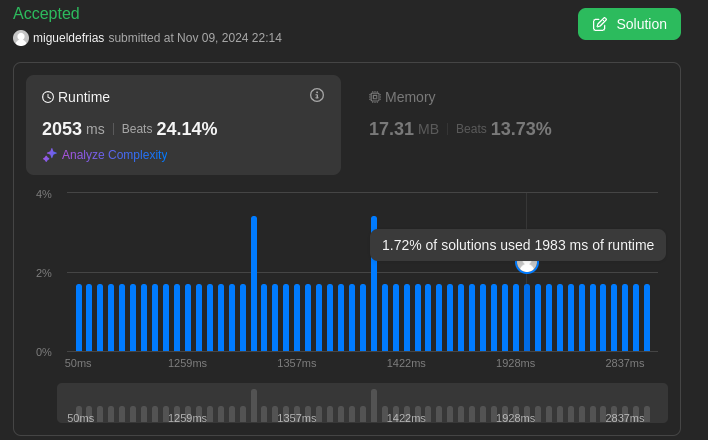 Accepted
Solution
migueldefrias submitted at Nov 09, 2024 22:14
Runtime
Memory
2053 ms | Beats 24.14%
17.31 MB | Beats 13.73%
Analyze Complexity
4%
1.72% of solutions used 1983 ms of runtime
2%
0%
50ms 1259ms 1357ms 1422ms 1928ms 2837ms
50ms 1259ms 1357ms 1422ms 1928ms 2837ms